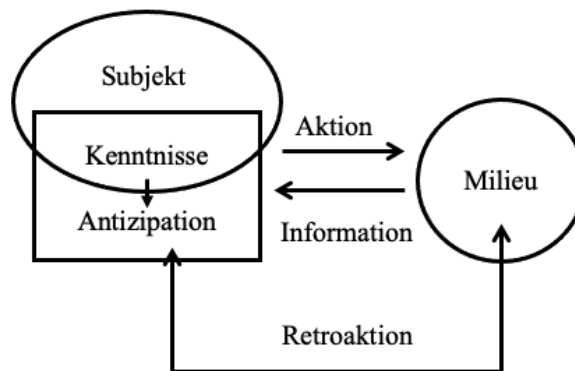 Subjekt
Aktion
Kenntnisse
Milieu
Antizipation
Information
Retroaktion